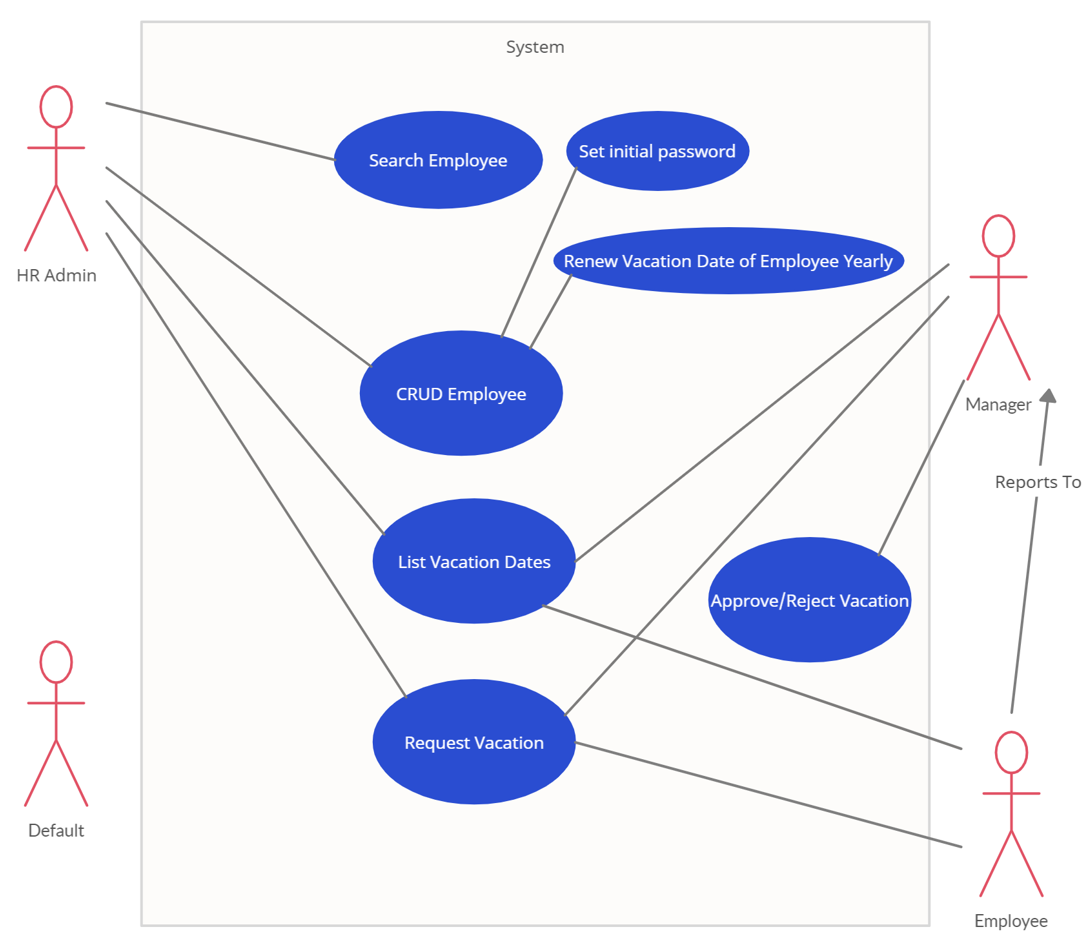 System
Search Employee
Set initial password
Renew Vacation Date of Employee Yearly
HR Admin
CRUD Employee
Manager
Reports To
List Vacation Dates
Approve/Reject Vacation
Request Vacation
Default
Employee